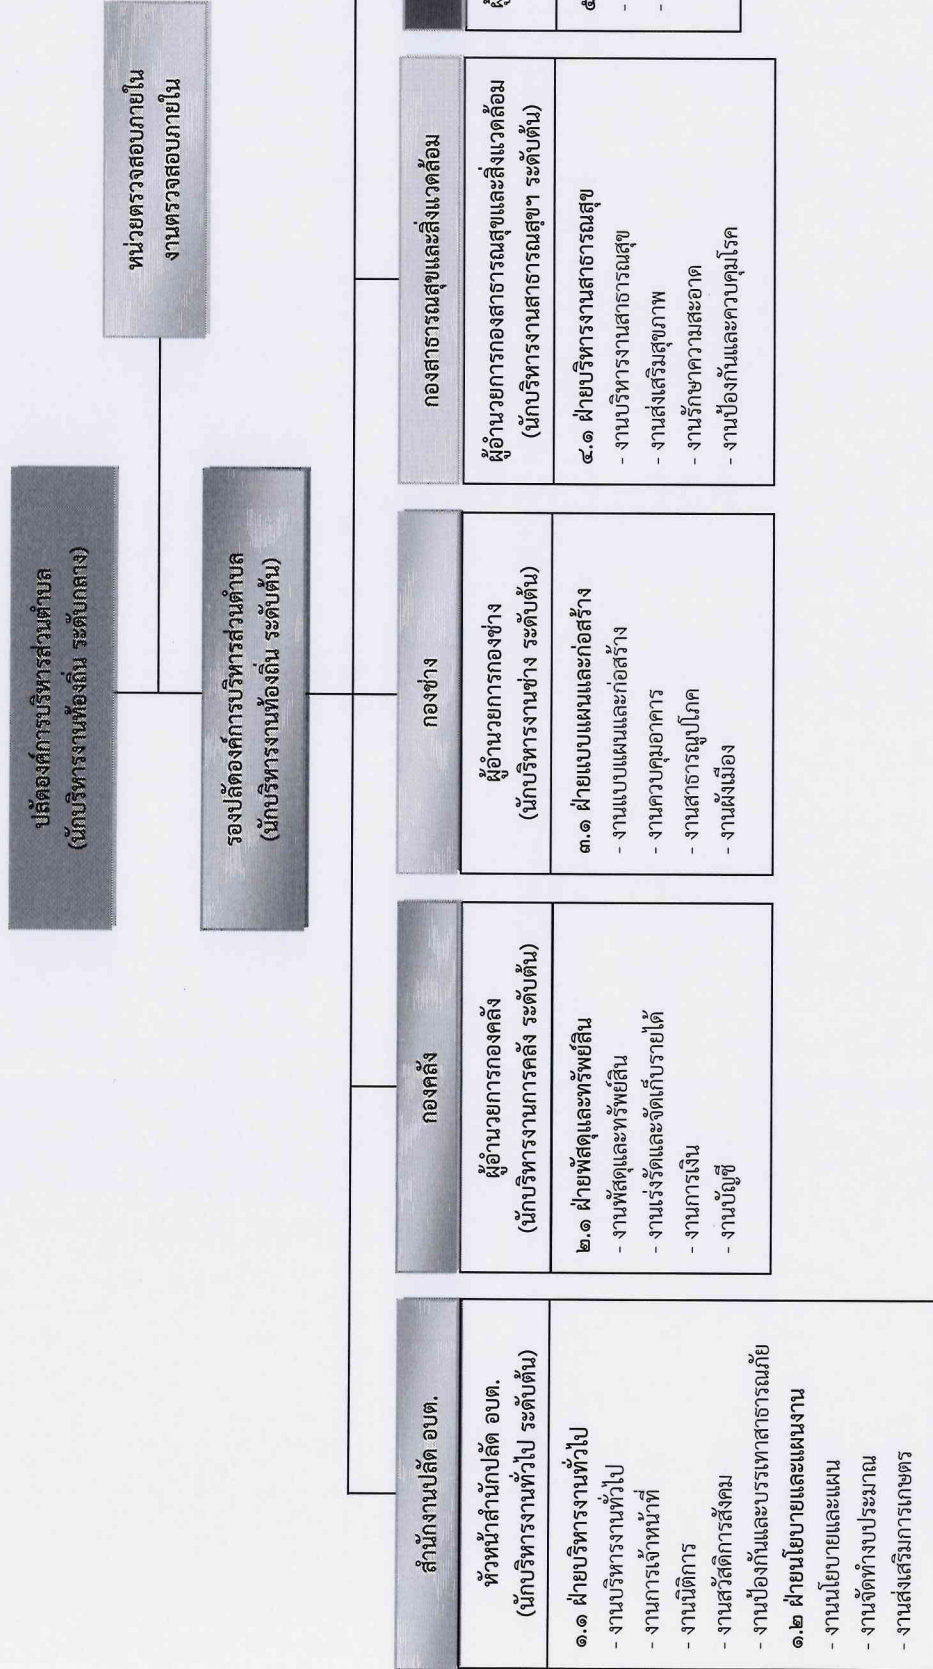 ปลัดองค์การบริหารส่วนตำบล
(นักบริหารงานท้องถิ่น ระดับกลาง)
หน่วยตรวจสอบภายใน
งานตรวจสอบภายใน
รองปลัดองค์การบริหารส่วนตำบล
(นักบริหารงานท้องถิ่น ระดับต้น)
สำนักงานปลัด อบต.
หัวหน้าสำนักปลัด อบต.
(นักบริหารงานทั่วไป ระดับต้น)
๑.๑ ฝ่ายบริหารงานทั่วไป
- งานบริหารงานทั่วไป
- งานการเจ้าหน้าที่
- งานนิติการ
- งานสวัสดิการสังคม
- งานป้องกันและบรรเทาสาธารณภัย
๑.๒ ฝ่ายนโยบายและแผนงาน
- งานนโยบายและแผน
- งานจัดทำงบประมาณ
- งานส่งเสริมการเกษตร
กองคลัง
ผู้อำนวยการกองคลัง
(นักบริหารงานการคลัง ระดับต้น)
๒.๑ ฝ่ายพัสดุและทรัพย์สิน
- งานพัสดุและทรัพย์สิน
- งานเร่งรัดและจัดเก็บรายได้
- งานการเงิน
- งานบัญชี
กองช่าง
ผู้อำนวยการกองช่าง
(นักบริหารงานช่าง ระดับต้น)
๓.๑ ฝ่ายแบบแผนและก่อสร้าง
- งานแบบแผนและก่อสร้าง
- งานควบคุมอาคาร
- งานสาธารณูปโภค
- งานผังเมือง
กองสาธารณสุขและสิ่งแวดล้อม
ผู้อำนวยการกองสาธารณสุขและสิ่งแวดล้อม
(นักบริหารงานสาธารณสุขฯ ระดับต้น)
๔.๑ ฝ่ายบริหารงานสาธารณสุข
- งานบริหารงานสาธารณสุข
- งานส่งเสริมสุขภาพ
- งานรักษาความสะอาด
- งานป้องกันและควบคุมโรค